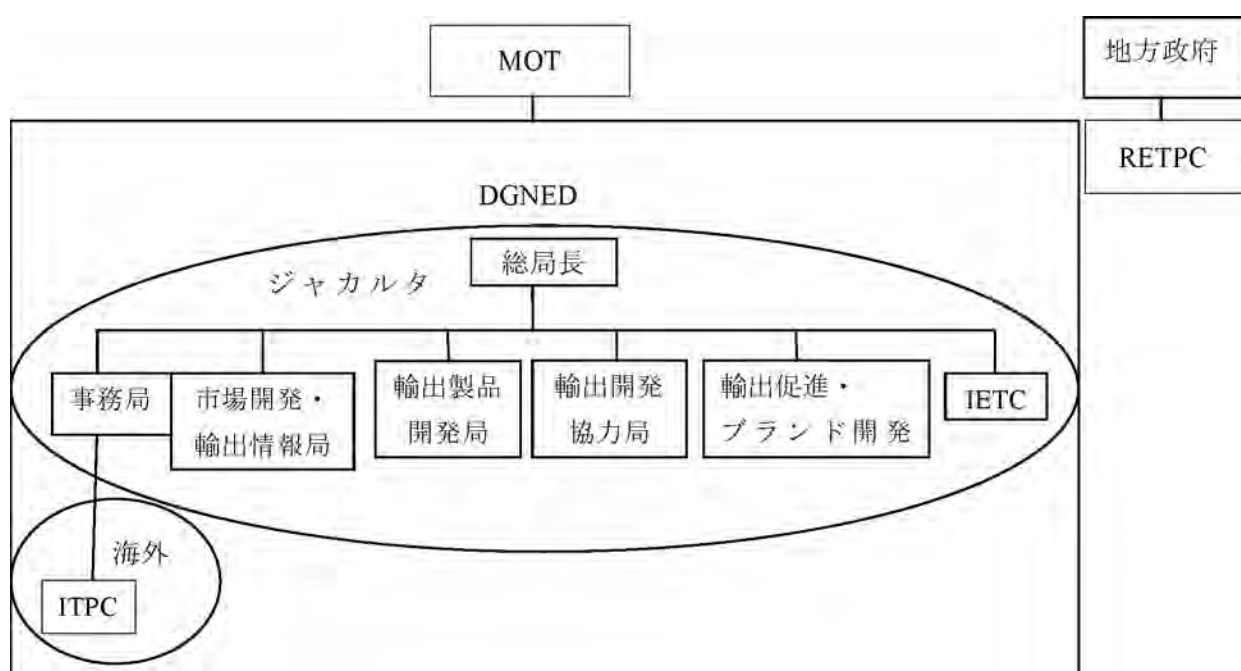 MOT
地方政府
RETPC
DGNED
総局長
ジャカルタ
事務局
市場開発・
輸出情報局
輸出製品
開発局
輸出開発
協力局
輸出促進・
ブランド開発
IETC
海外
ITPC